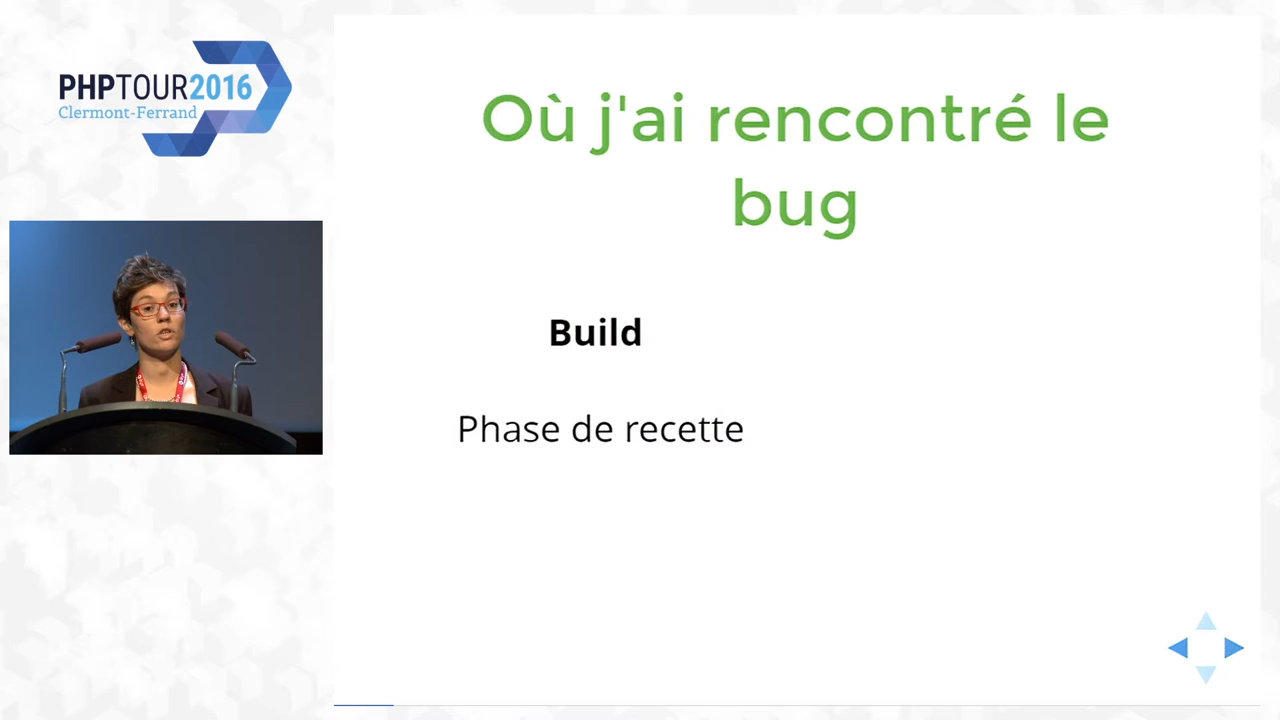 PHPTOUR2016
Clermont-Ferrand
Où j'ai rencontré le
bug
Build
Phase de recette